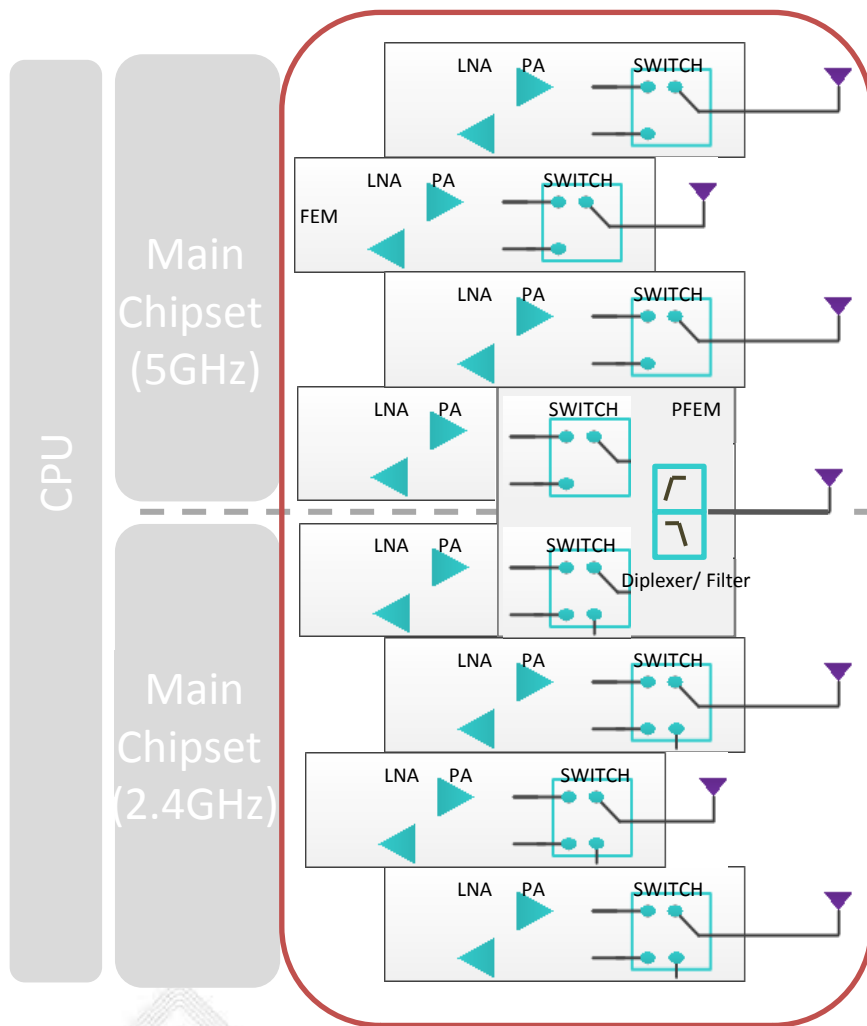 LNA PA SWITCH
LNA PA SWITCH
FEM
LNA PA SWITCH
LNA PA SWITCH PFEM
LNA PA SWITCH
Diplexer/ Filter
LNA PA SWITCH
LNA PA SWITCH
LNA PA SWITCH
CPU
Main
Chipset
(5GHz)
Main
Chipset
(2.4GHz)